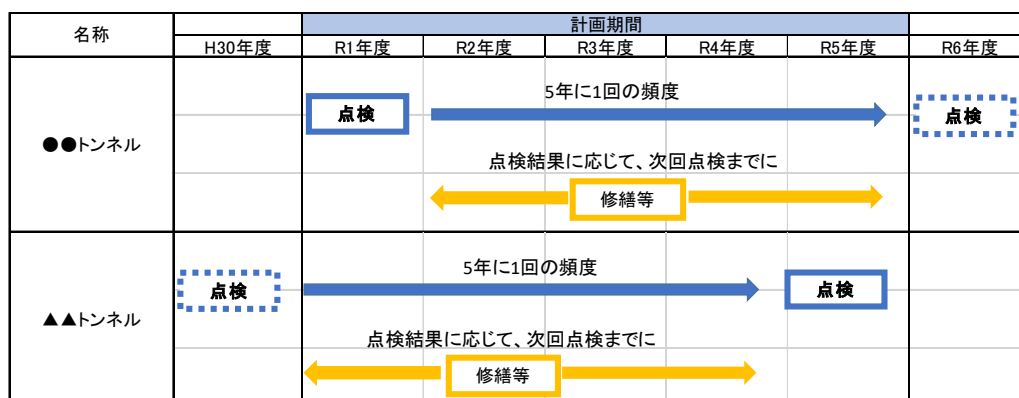 名称
計画期間
H30年度 R1年度 R2年度 R3年度 R4年度 R5年度 R6年度
●●トンネル
5年に1回の頻度
点検
点検
点検結果に応じて、次回点検までに
修繕等
▲▲トンネル
5年に1回の頻度
点検
点検
点検結果に応じて、次回点検までに
修繕等